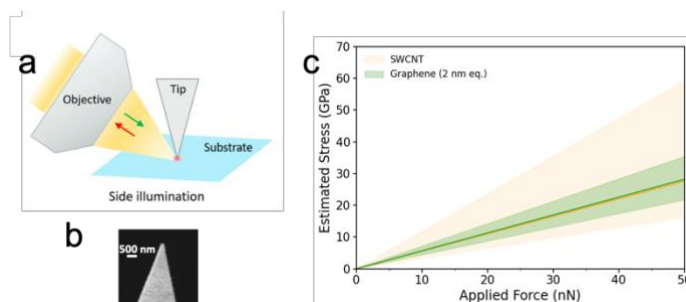 a
Objective
Tip
Substrate
Side illumination
b
500 nm
c
SWCNT
Graphene (2 nm eq.)
Estimated Stress (GPa)
70
60
50
40
30
20
10
0
0 10 20 30 40 50
Applied Force (nN)